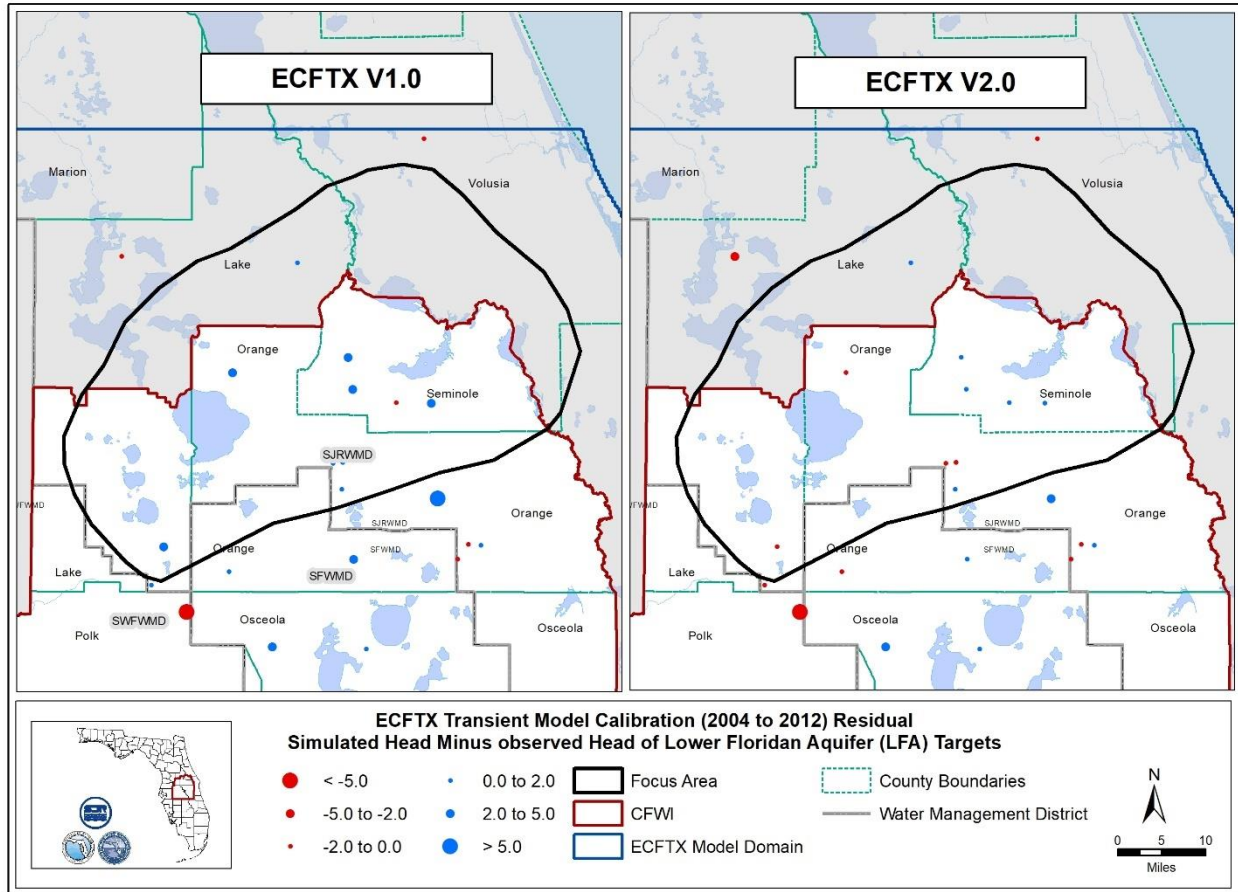 ECFTX V1.0
Marion
Volusia
Lake
Orange
Seminole
SJRWMD
Orange
SJRWMD
Orange
SFWMD
Lake
SFWMD
SWFWMD
Osceola
Polk
Osceola
ECFTX V2.0
Marion
Volusia
Lake
Orange
Seminole
Orange
SJRWMD
Orange
SFWMD
Lake
Osceola
Polk
Osceola
ECFTX Transient Model Calibration (2004 to 2012) Residual
Simulated Head Minus observed Head of Lower Floridan Aquifer (LFA) Targets
< -5.0
-5.0 to -2.0
-2.0 to 0.0
0.0 to 2.0
2.0 to 5.0
> 5.0
Focus Area
CFWI
ECFTX Model Domain
County Boundaries
Water Management District
N
0 5 10
Miles